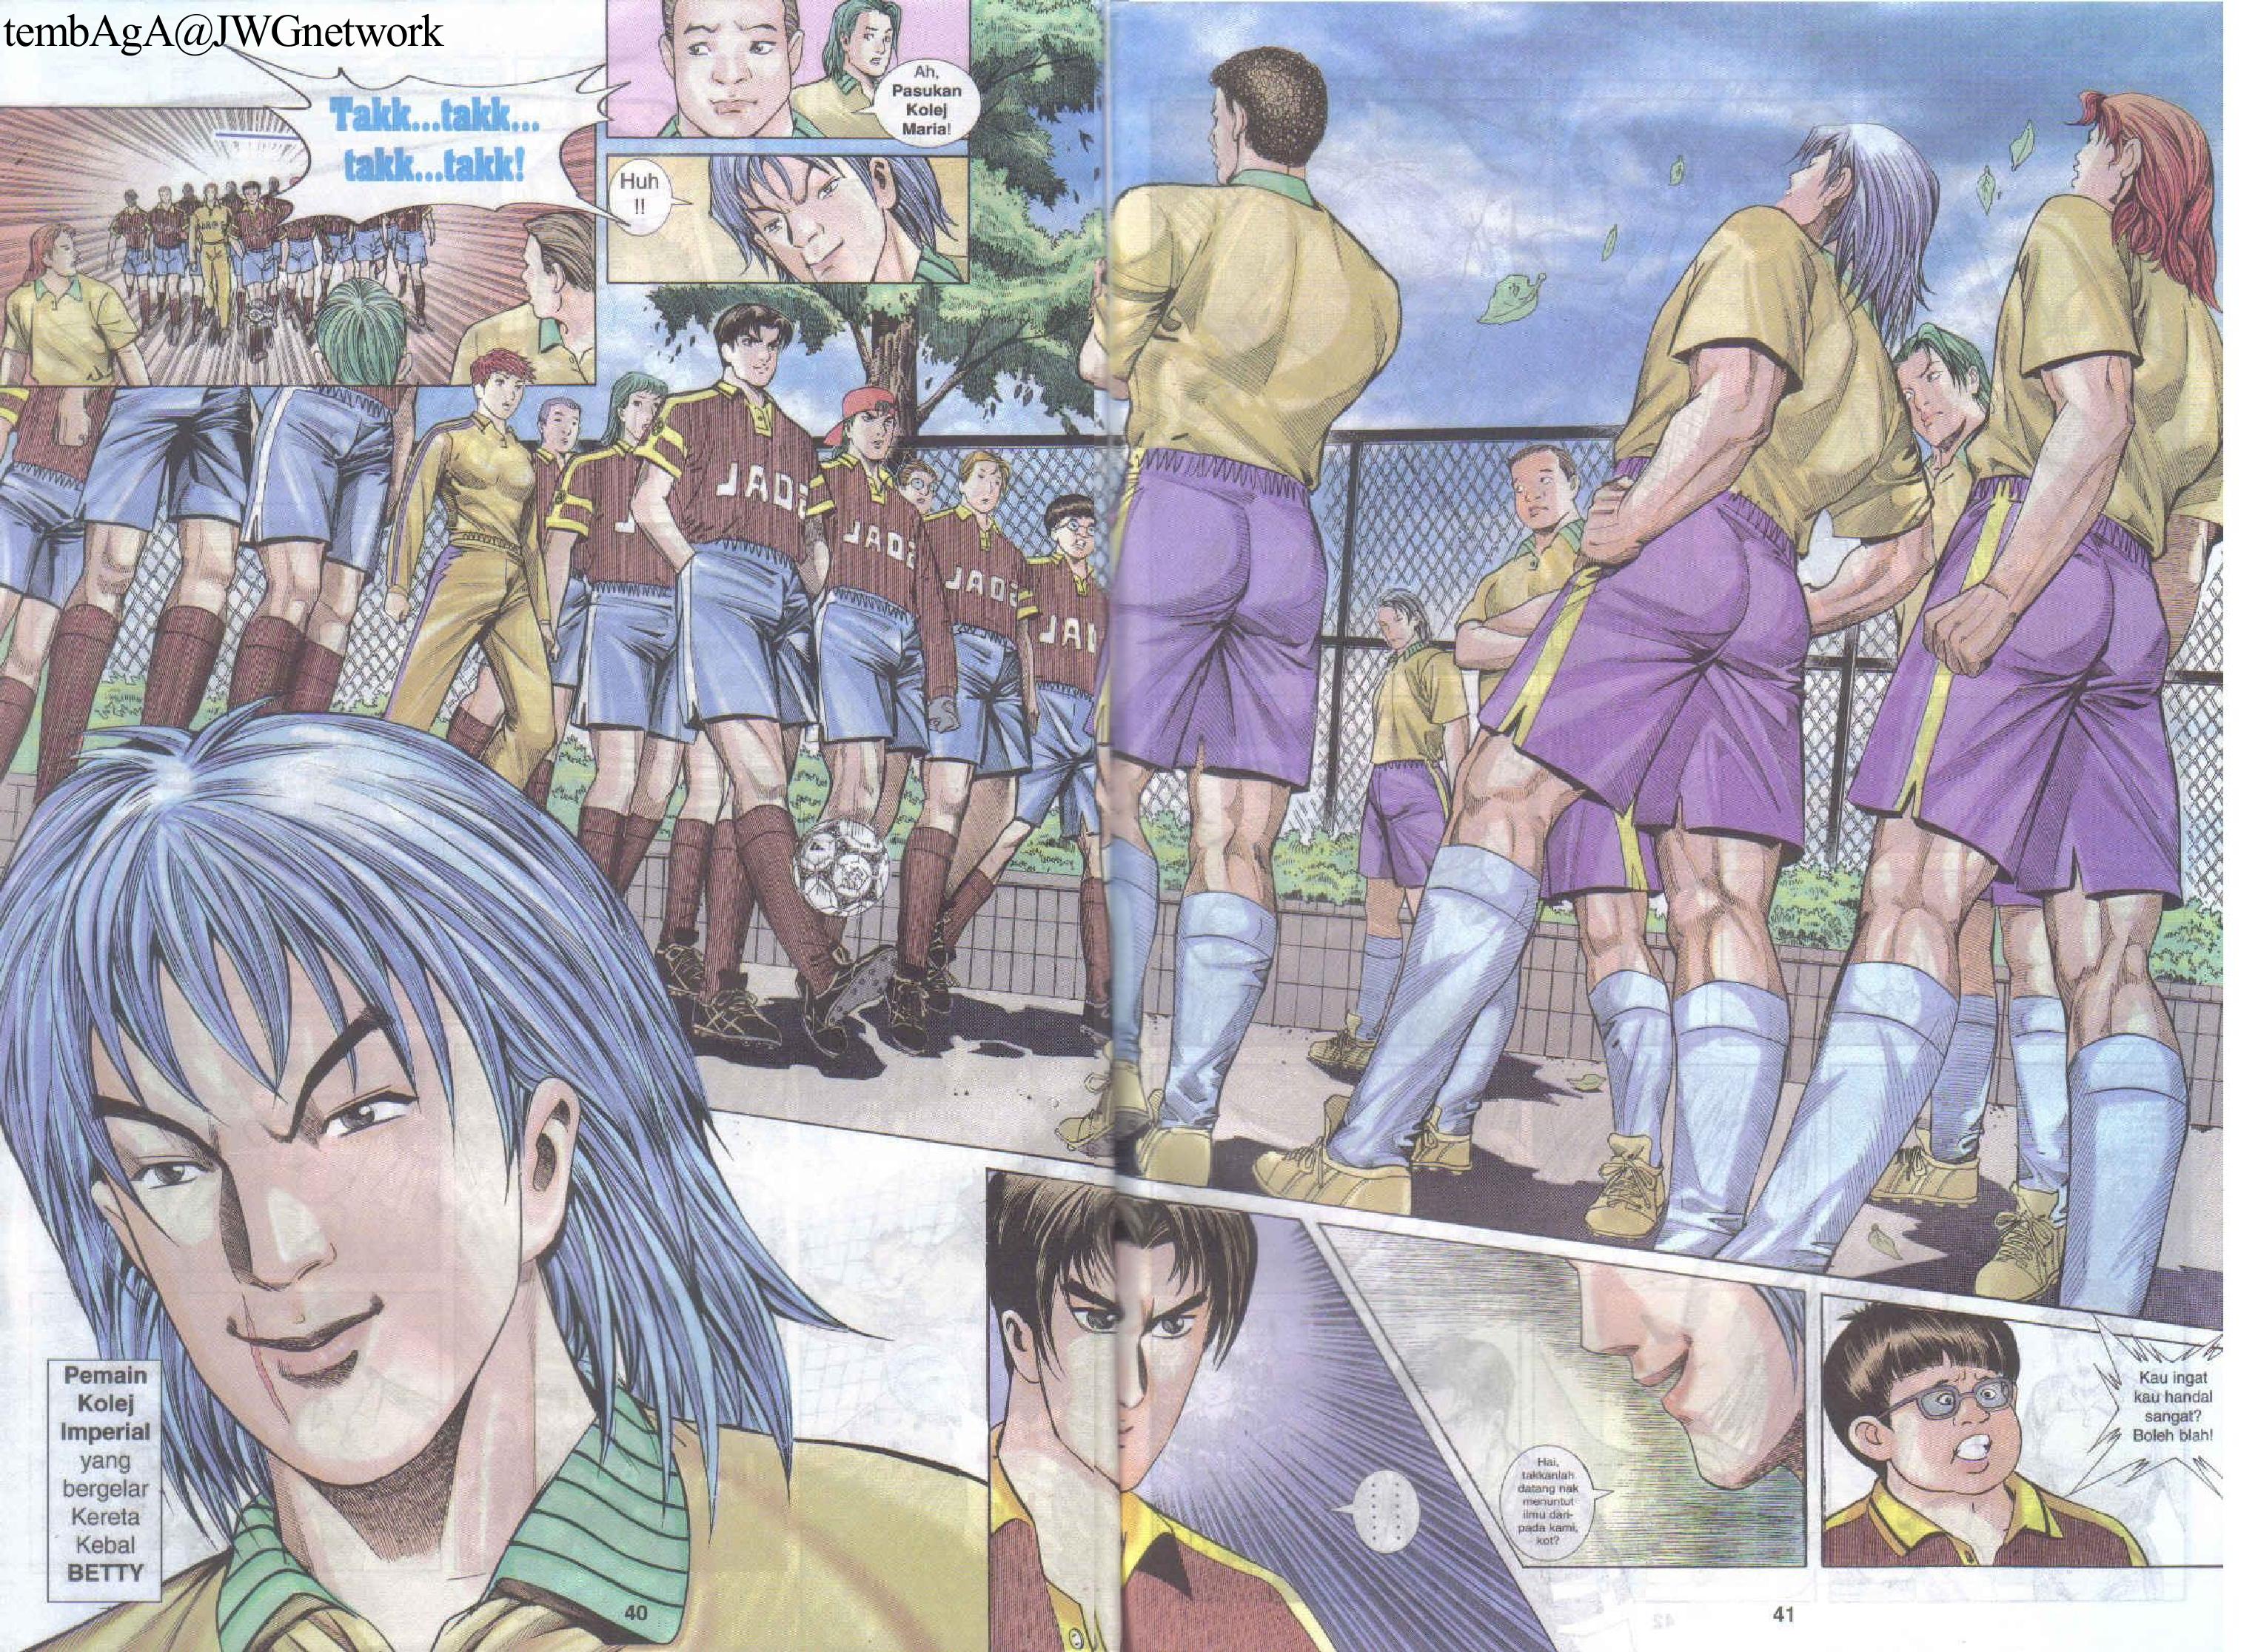 tembAgA@JWGnetwork
Takk...takk...
takk...takk!
Ah,
Pasukan
Kolej
Maria!
Huh
!!
JADE
L
JADE
JADE
JAD
Pemain
Kolej
Imperial
yang
bergelar
Kereta
Kebal
BETTY
..............
Hai,
takkanlah
datang nak
menuntut
ilmu dari-
pada kami,
kot?
Kau ingat
kau handal
sangat?
Boleh blah!
40
41